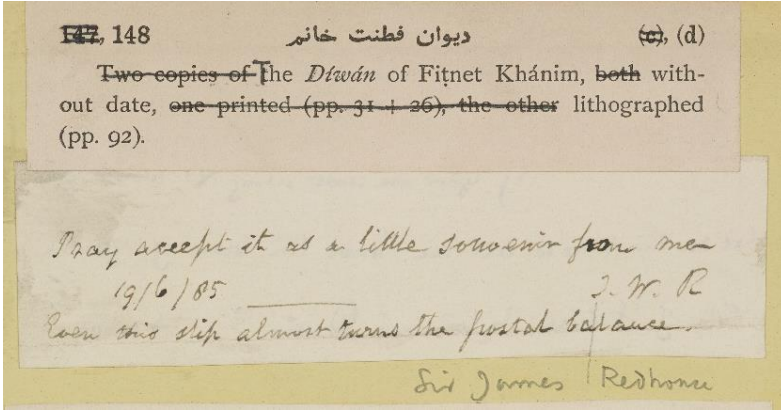 147, 148 ديوان فطنت خانم (c), (d)
Two copies of The Díwán of Fiṭnet Khánim, both with-
out date, one printed (pp. 31 + 26), the other lithographed
(pp. 92).
Pray accept it as a little souvenir from me
19/6/85 J. W. R
Even this slip almost turns the postal balance.
Sir James Redhouse